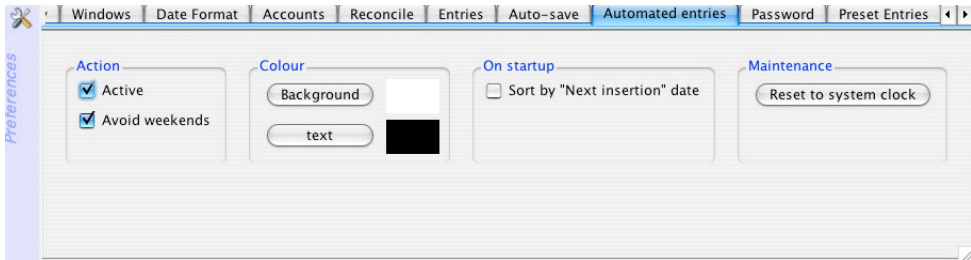 Windows Date Format Accounts Reconcile Entries Auto-save Automated entries Password Preset Entries
Preferences
Action Colour On startup Maintenance
Active Background Sort by "Next insertion" date Reset to system clock
Avoid weekends text